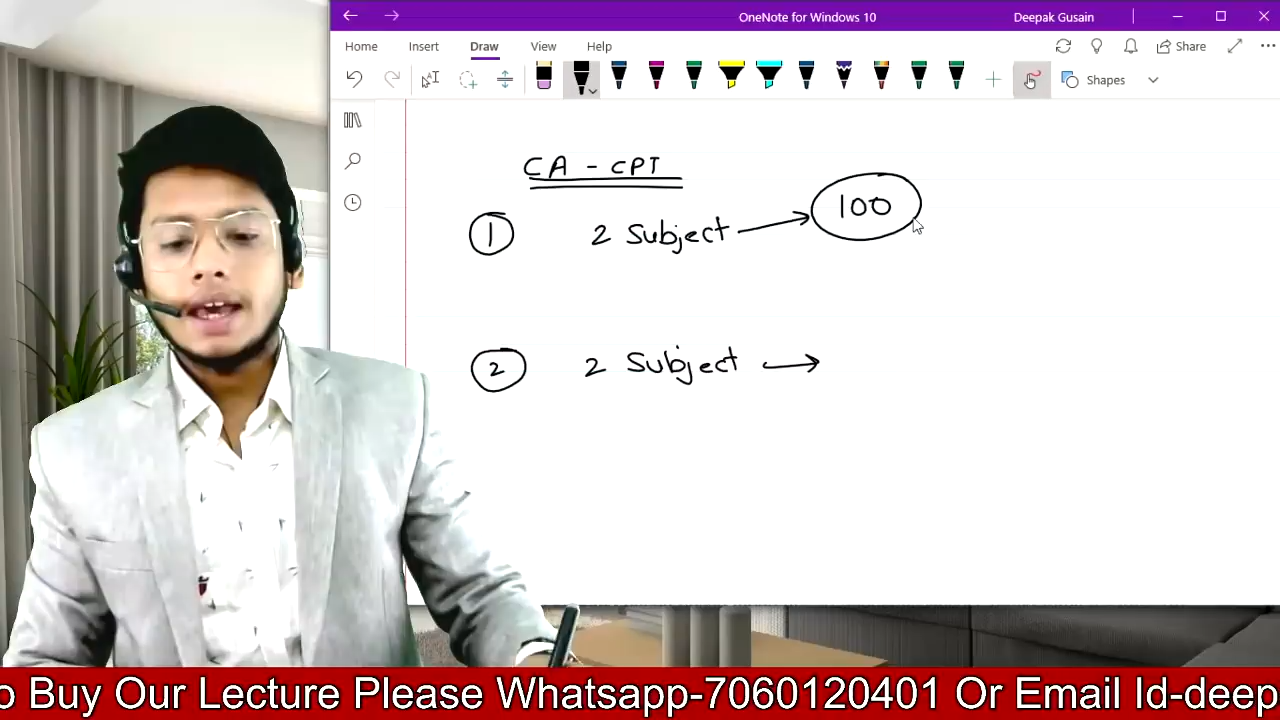 OneNote for Windows 10
Deepak Gusain
Home Insert Draw View Help
Share
Shapes
CA - CPT
1 2 Subject → 100
2 2 Subject →
o Buy Our Lecture Please Whatsapp-7060120401 Or Email Id-deep